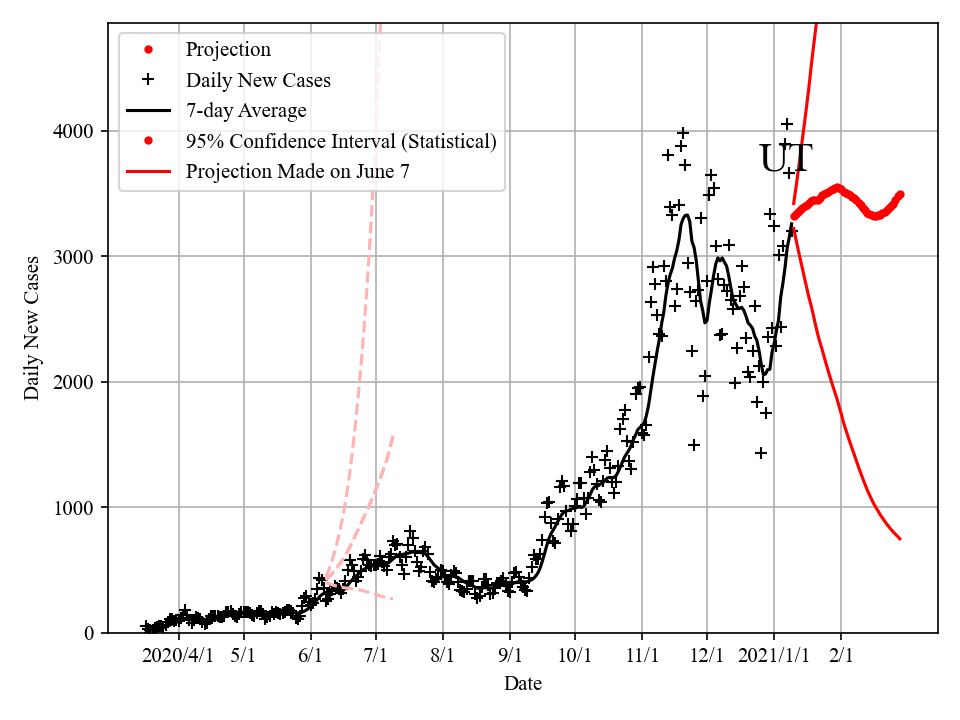 Projection
Daily New Cases
7-day Average
95% Confidence Interval (Statistical)
Projection Made on June 7
UT
4000
3000
2000
1000
0
Daily New Cases
2020/4/1 5/1 6/1 7/1 8/1 9/1 10/1 11/1 12/1 2021/1/1 2/1
Date